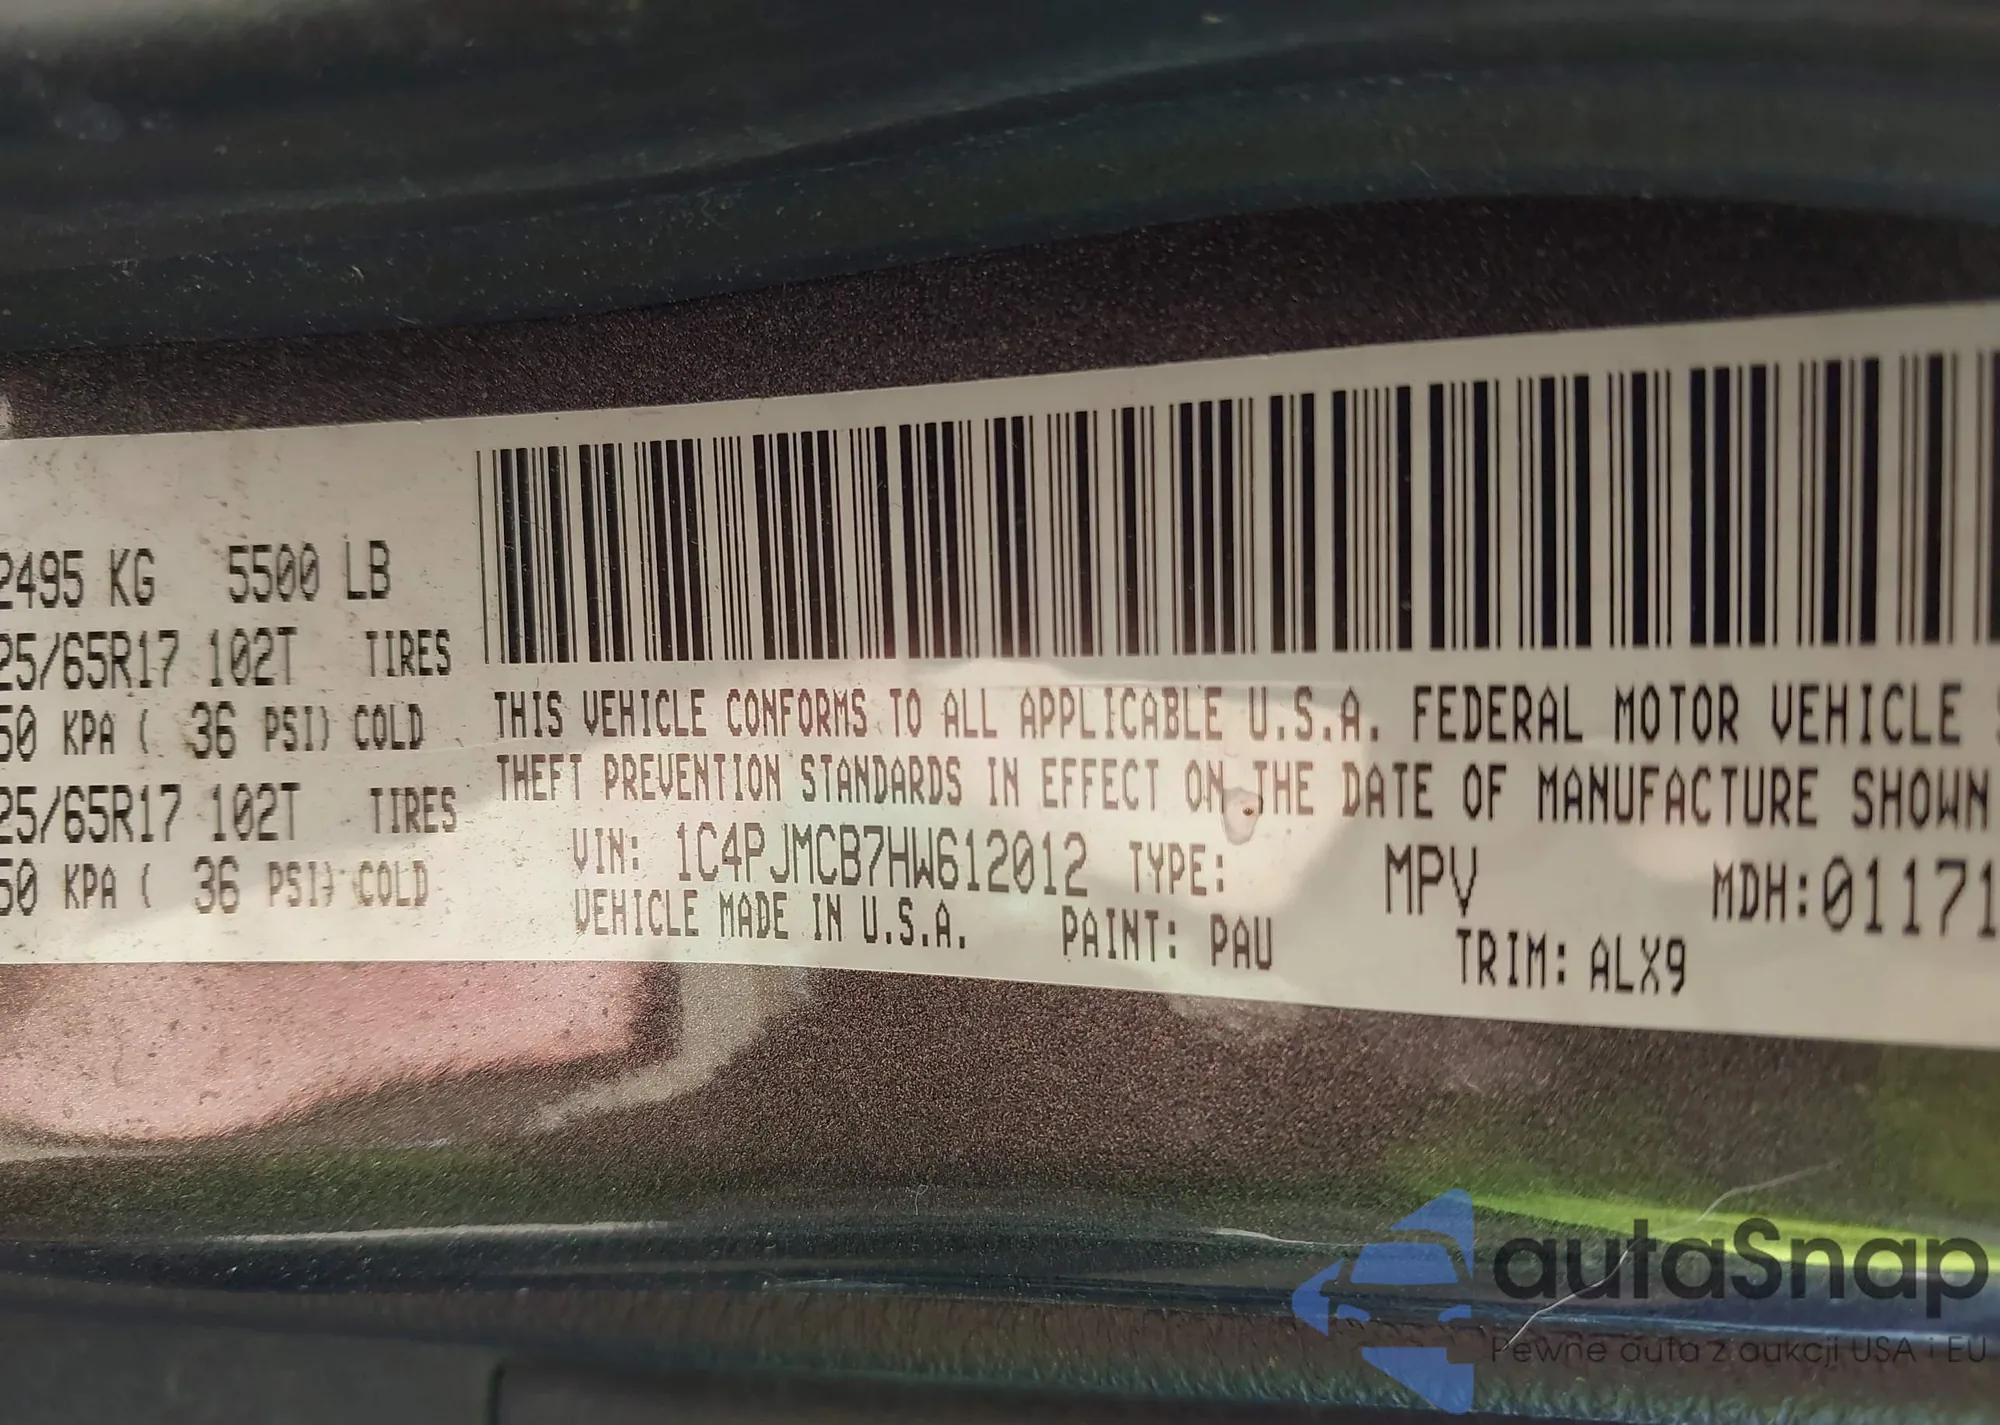 2495 KG 5500 LB
25/65R17 102T TIRES
50 KPA ( 36 PSI) COLD
25/65R17 102T TIRES
50 KPA ( 36 PSI) COLD
THIS VEHICLE CONFORMS TO ALL APPLICABLE U.S.A. FEDERAL MOTOR VEHICLE
THEFT PREVENTION STANDARDS IN EFFECT ON THE DATE OF MANUFACTURE SHOWN
VIN: 1C4PJMCB7HW612012 TYPE: MPV MDH:01171
VEHICLE MADE IN U.S.A. PAINT: PAU TRIM: ALX9
autaSnap
Pewne auta z aukcji USA i EU